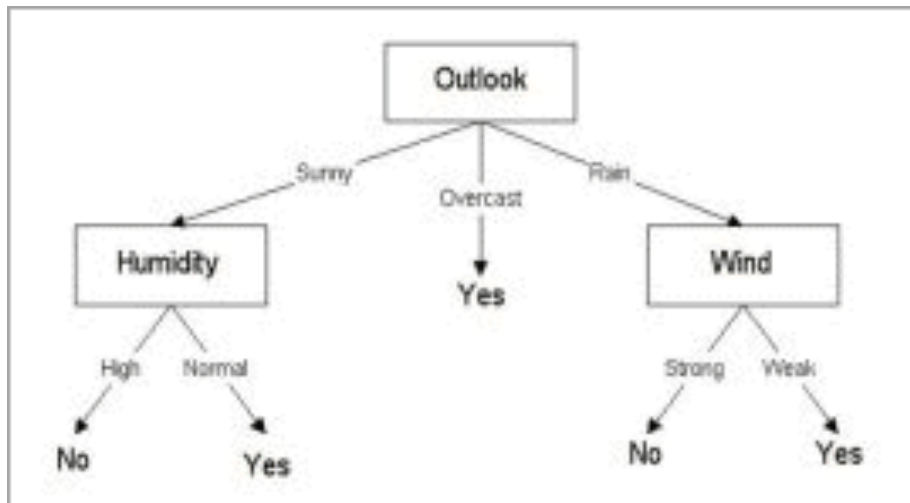 Outlook
Sunny
Overcast
Rain
Humidity
Yes
Wind
High
Normal
Strong
Weak
No
Yes
No
Yes